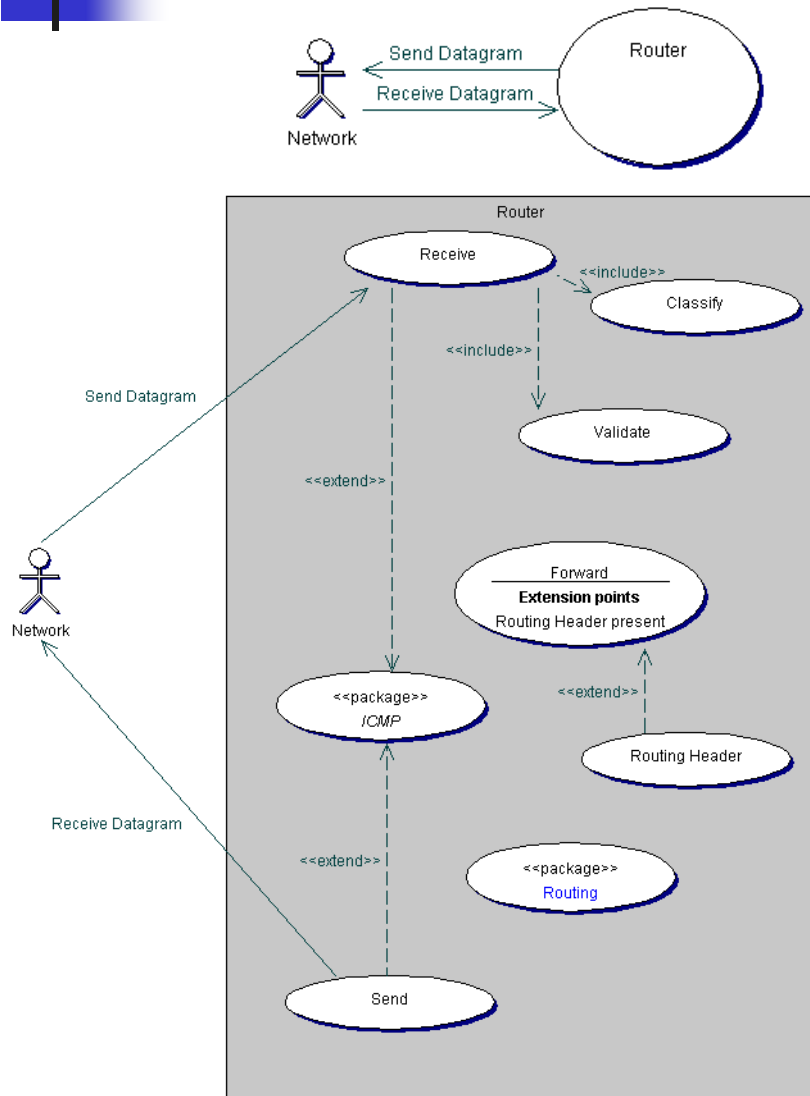 Send Datagram
Router
Receive Datagram
Network
Router
Receive
<<include>>
Classify
<<include>>
Send Datagram
Validate
<<extend>>
Forward
Extension points
Routing Header present
Network
<<package>>
ICMP
<<extend>>
Routing Header
Receive Datagram
<<extend>>
<<package>>
Routing
Send